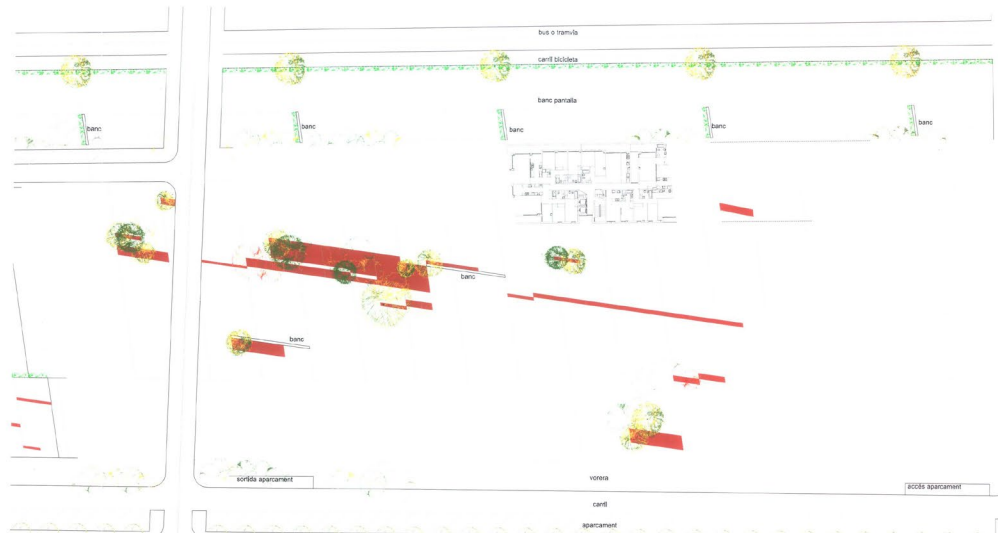 bus o tramvia
carril bicicleta
banc pantalla
banc
banc
banc
banc
banc
banc
banc
sortida aparcament
vorera
accés aparcament
carril
aparcament